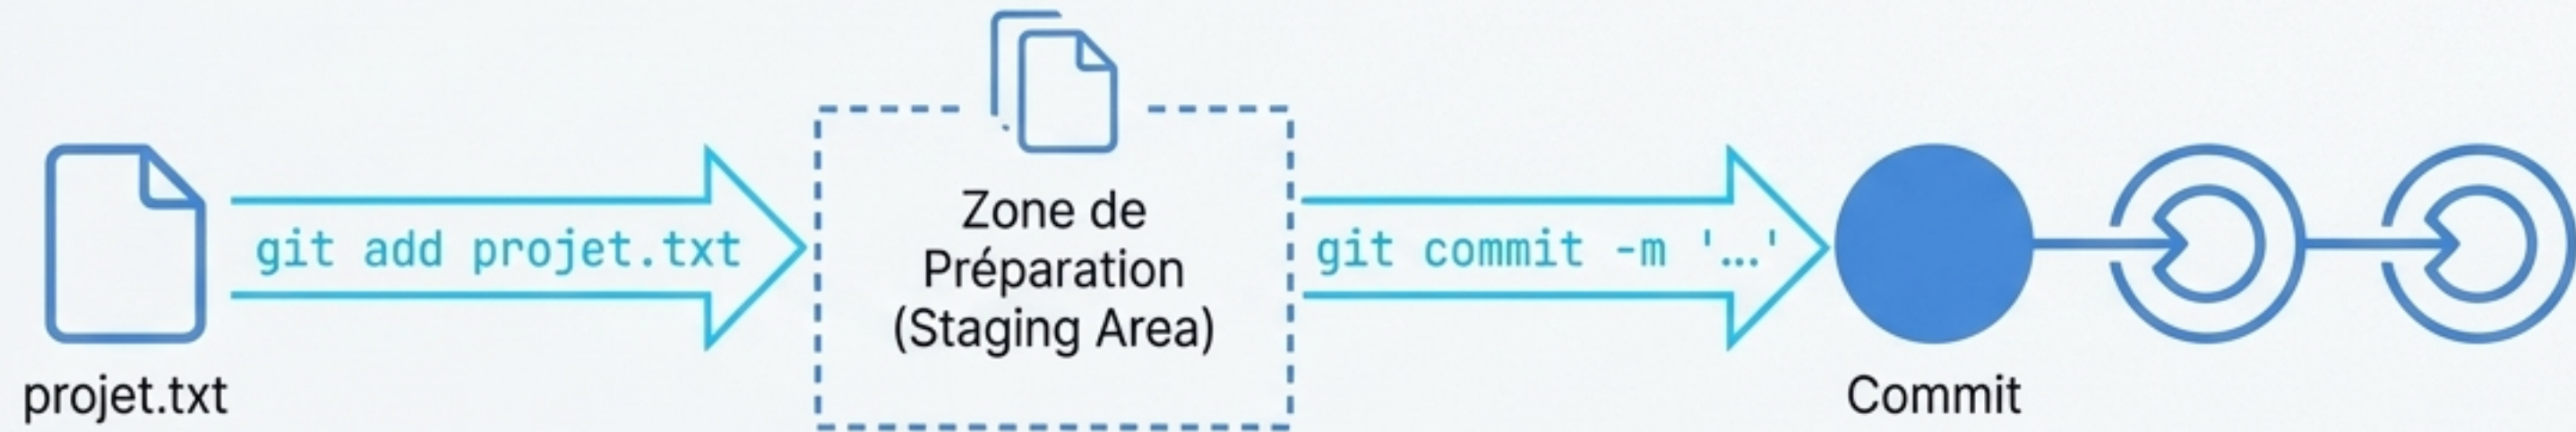 git add projet.txt
Zone de
Préparation
(Staging Area)
git commit -m '...'
projet.txt
Commit